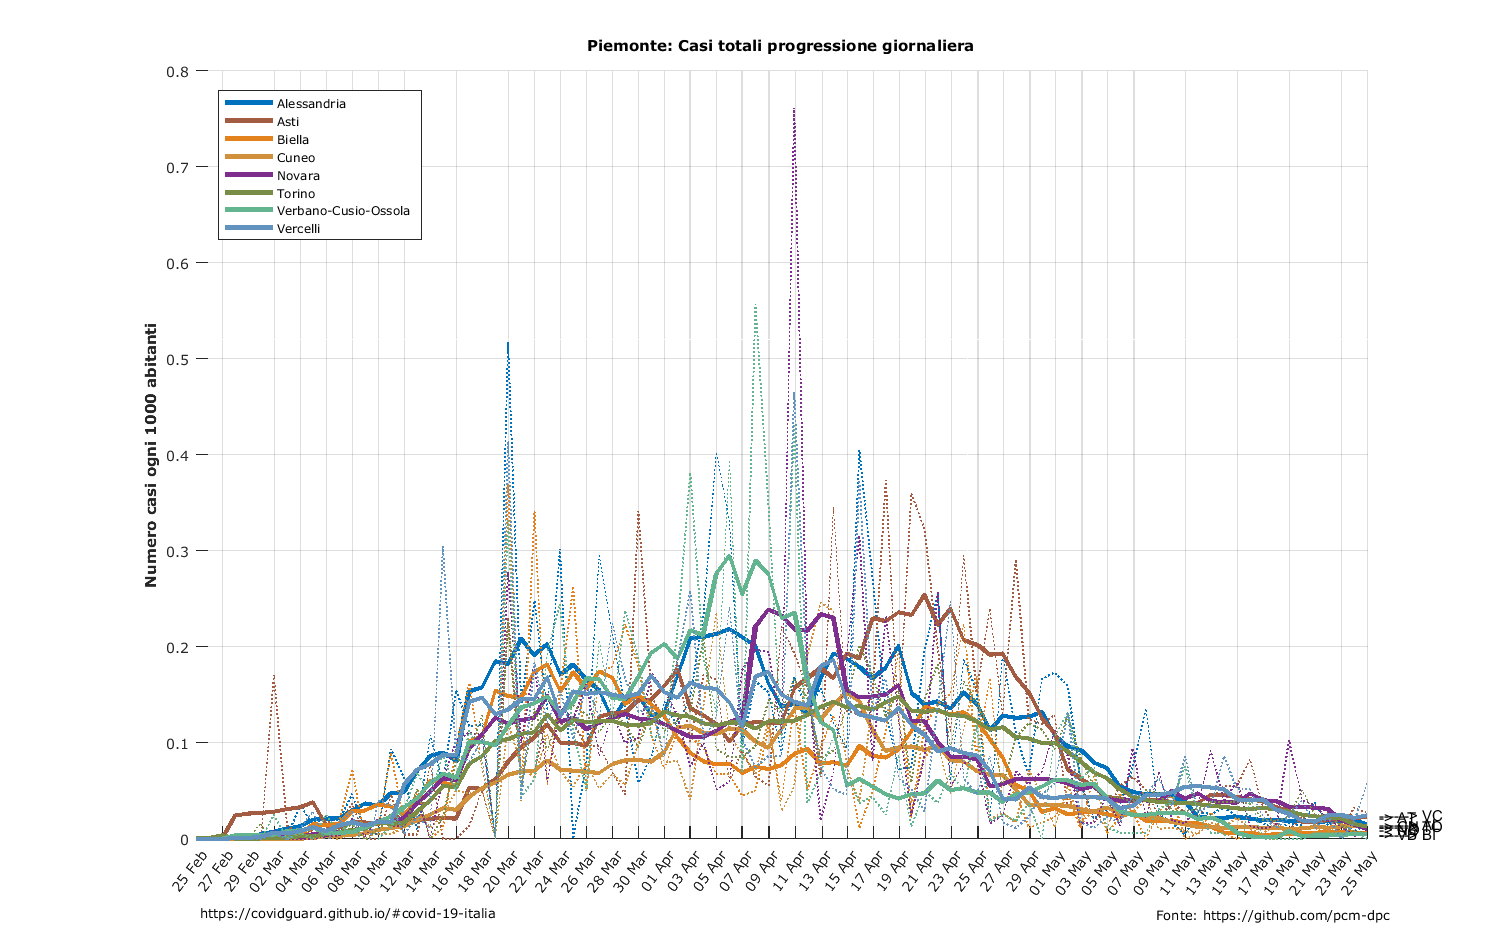 Piemonte: Casi totali progressione giornaliera
0.8
0.7
0.6
0.5
0.4
0.3
0.2
0.1
0
Numero casi ogni 1000 abitanti
Alessandria
Asti
Biella
Cuneo
Novara
Torino
Verbano-Cusio-Ossola
Vercelli
25 Feb
27 Feb
29 Feb
02 Mar
04 Mar
06 Mar
08 Mar
10 Mar
12 Mar
14 Mar
16 Mar
18 Mar
20 Mar
22 Mar
24 Mar
26 Mar
28 Mar
30 Mar
01 Apr
03 Apr
05 Apr
07 Apr
09 Apr
11 Apr
13 Apr
15 Apr
17 Apr
19 Apr
21 Apr
23 Apr
25 Apr
27 Apr
29 Apr
01 May
03 May
05 May
07 May
09 May
11 May
13 May
15 May
17 May
19 May
21 May
23 May
25 May
-> AT VC
TO
BI
https://covidguard.github.io/#covid-19-italia
Fonte: https://github.com/pcm-dpc